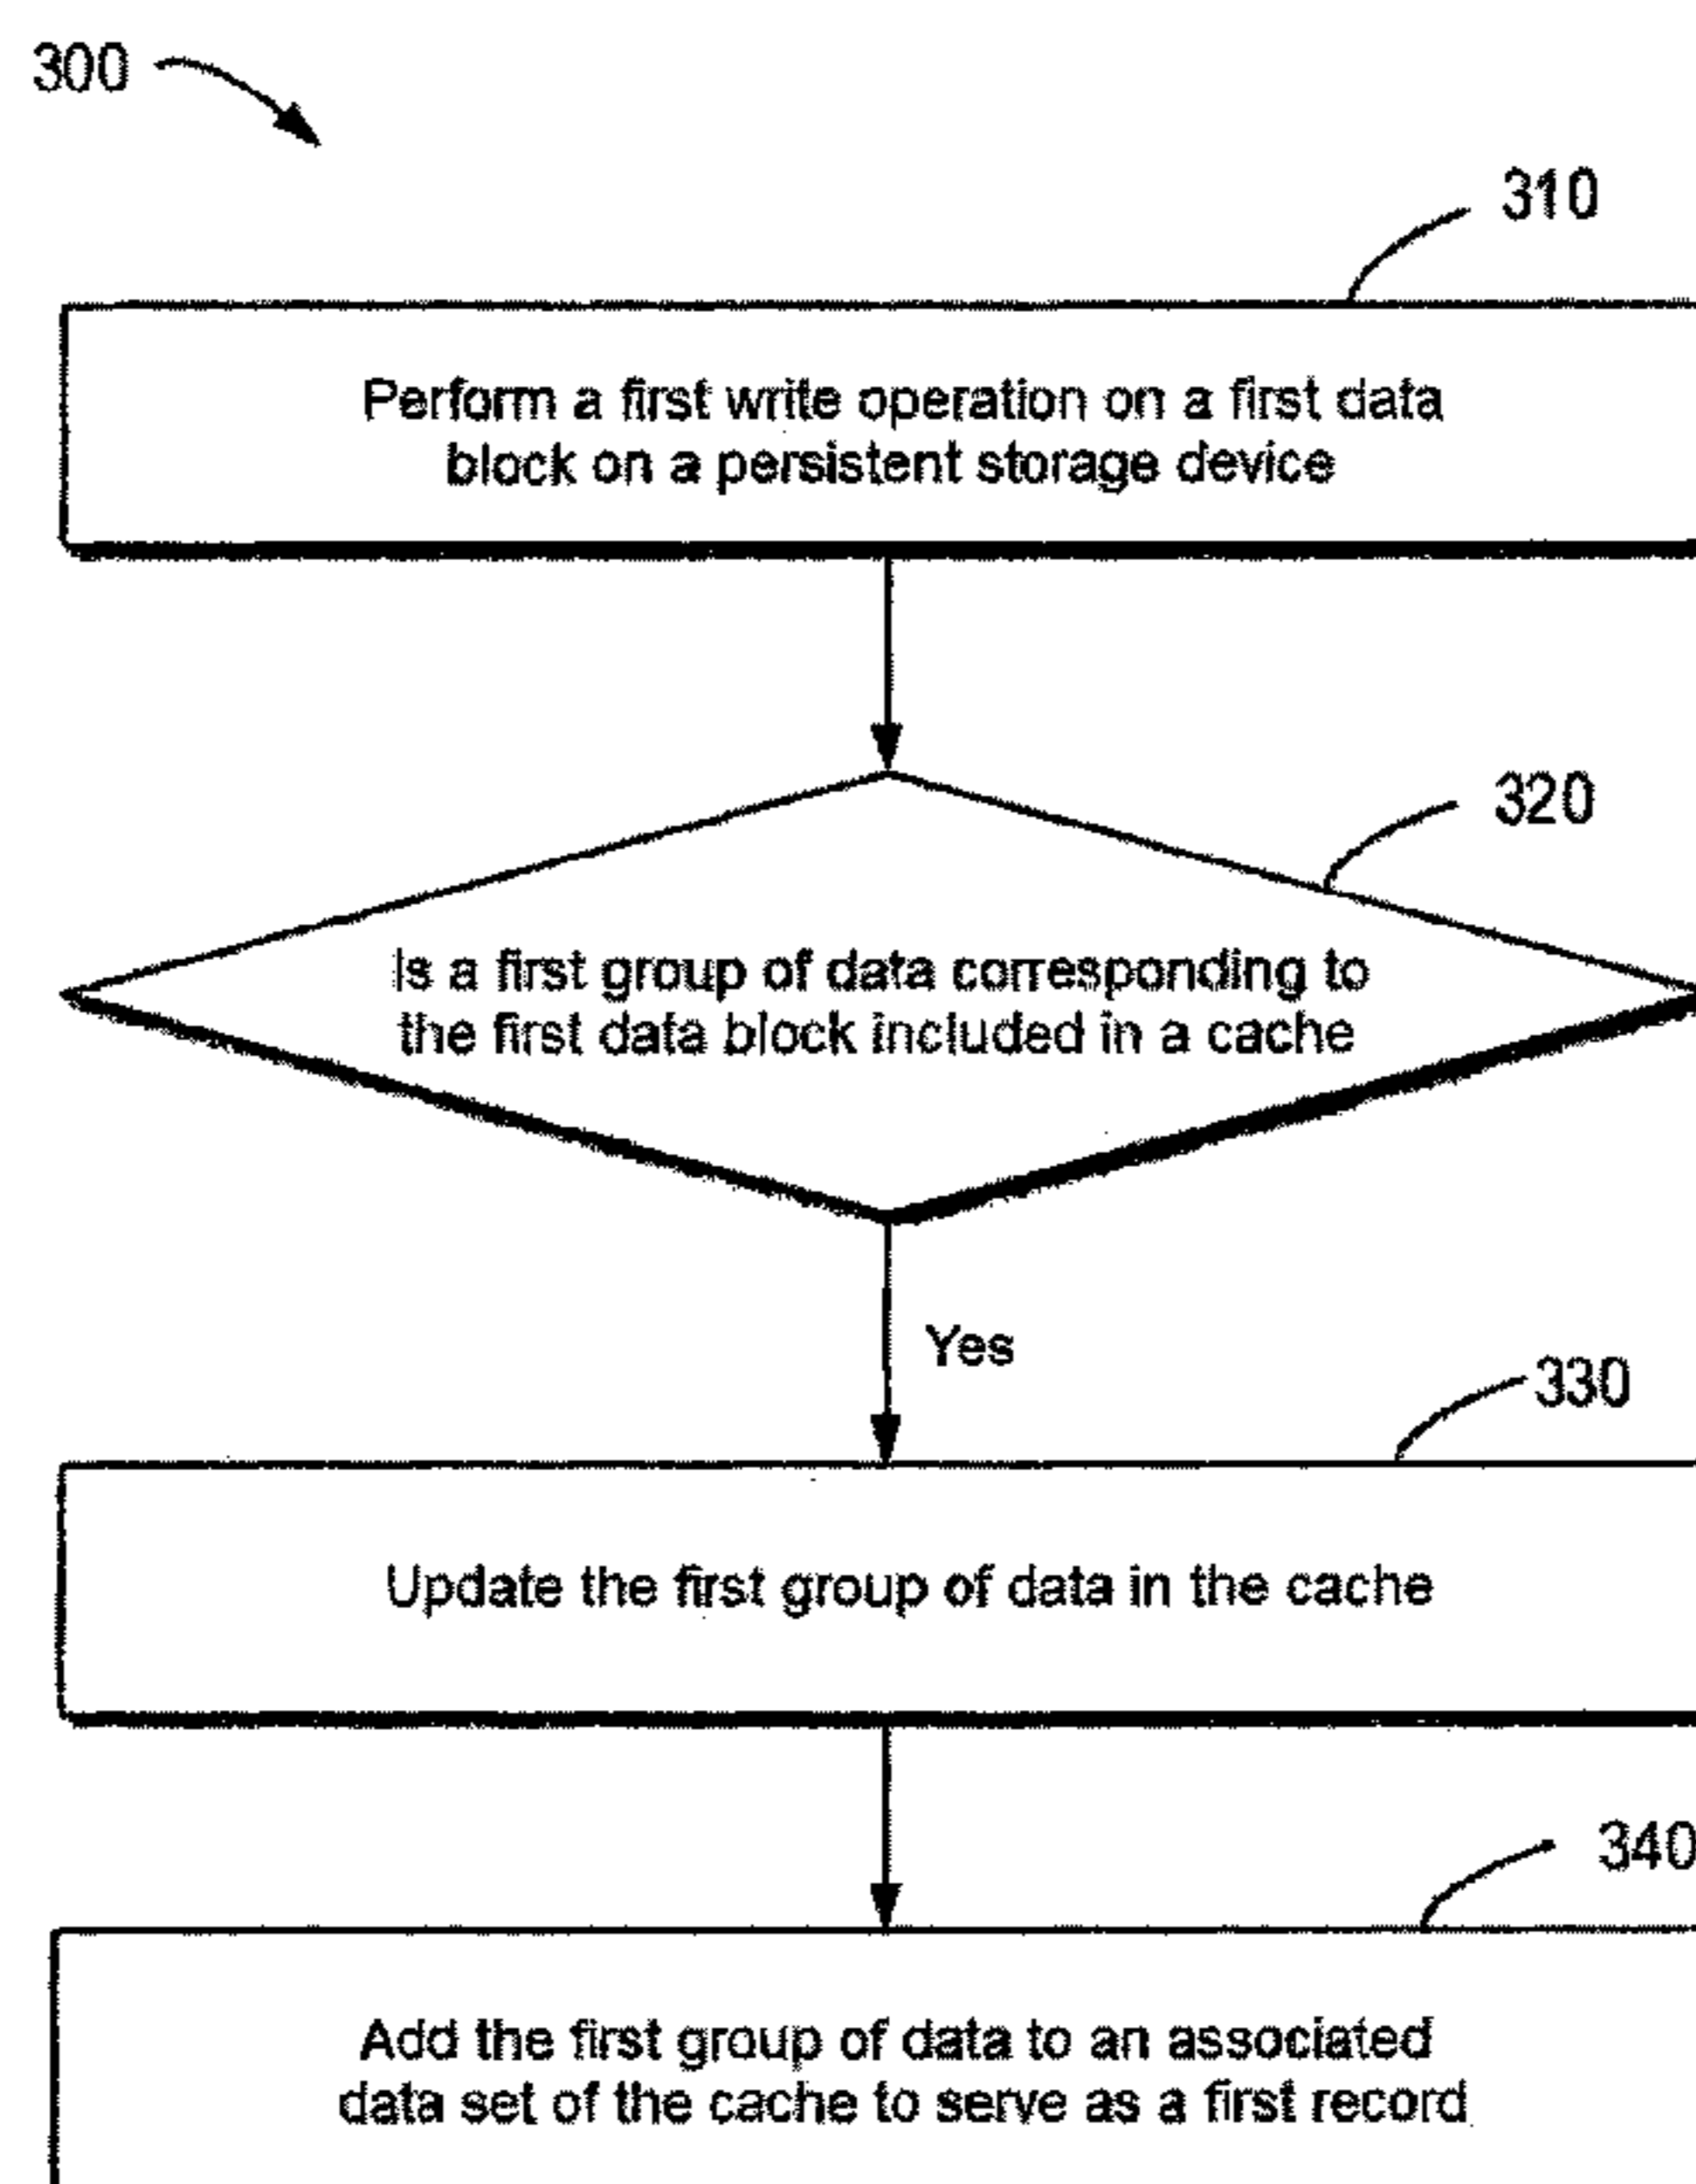 300
310
Perform a first write operation on a first data
block on a persistent storage device
320
Is a first group of data corresponding to
the first data block included in a cache
Yes
330
Update the first group of data in the cache
340
Add the first group of data to an associated
data set of the cache to serve as a first record